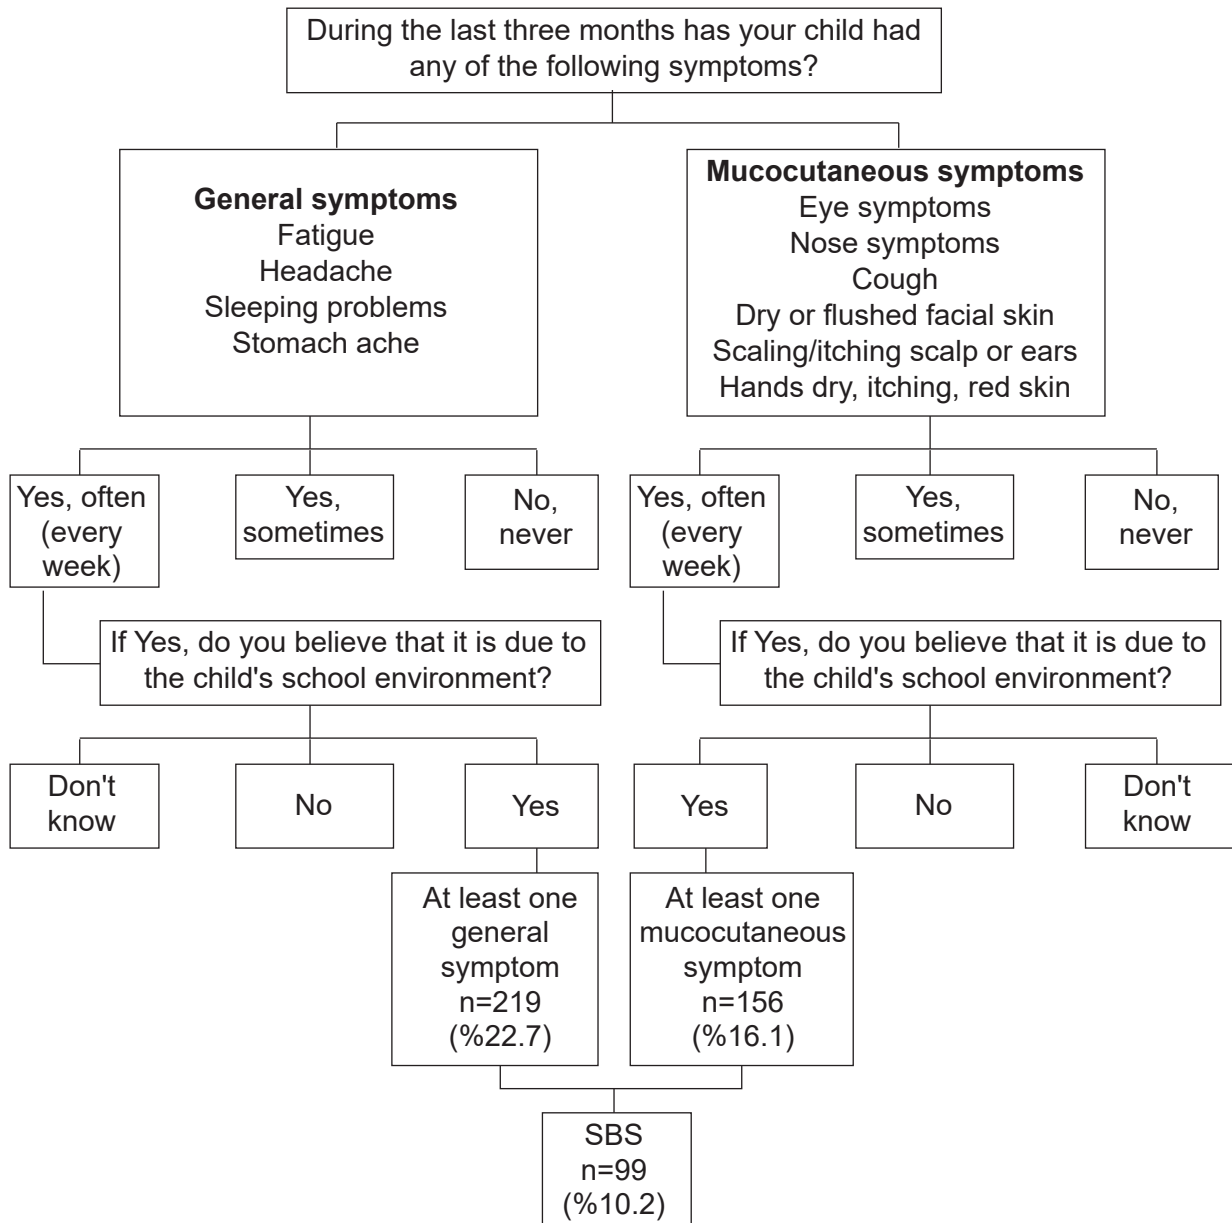 During the last three months has your child had
any of the following symptoms?
General symptoms
Fatigue
Headache
Sleeping problems
Stomach ache
Mucocutaneous symptoms
Eye symptoms
Nose symptoms
Cough
Dry or flushed facial skin
Scaling/itching scalp or ears
Hands dry, itching, red skin
Yes, often
(every
week)
Yes,
sometimes
No,
never
Yes, often
(every
week)
Yes,
sometimes
No,
never
If Yes, do you believe that it is due to
the child's school environment?
If Yes, do you believe that it is due to
the child's school environment?
Don't
know
No
Yes
Yes
No
Don't
know
At least one
general
symptom
n=219
(%22.7)
At least one
mucocutaneous
symptom
n=156
(%16.1)
SBS
n=99
(%10.2)